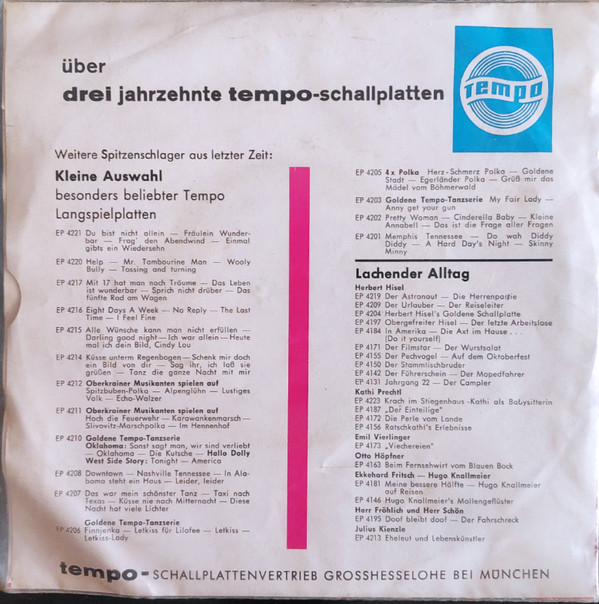 über
drei jahrzehnte tempo-schallplatten
tempo
Weitere Spitzenschlager aus letzter Zeit:
Kleine Auswahl
besonders beliebter Tempo
Langspielplatten
EP 4221 Du bist nicht allein — Fräulein Wunder-
bar — Frag' den Abendwind — Einmal
gibts ein Wiedersehn
EP 4220 Help — Mr. Tambourine Man — Wooly
Bully — Tossing and turning
EP 4217 Mit 17 hat man noch Träume — Das Leben
ist wunderbar — Sprich nicht drüber — Das
fünfte Rad am Wagen
EP 4216 Eight Days A Week — No Reply — The Last
Time — I Feel Fine
EP 4215 Alle Wünsche kann man nicht erfüllen —
Darling good night — Ich war allein — Heute
mal ich dein Bild, Cindy Lou
EP 4214 Küsse unterm Regenbogen — Schenk mir doch
ein Bild von dir — Sag ihr, ich laß sie
grüßen — Tanz die ganze Nacht mit mir
EP 4212 Oberkrainer Musikanten spielen auf
Spitzbuben-Polka — Alpenglühn — Lustiges
Volk — Echo-Walzer
EP 4211 Oberkrainer Musikanten spielen auf
Hoch die Feuerwehr — Karawankenmarsch —
Slivovitz-Marschpolka — Im Hennenhof
EP 4210 Goldene Tempo-Tanzserie
Oklahoma: Sonst sagt man, wir sind verliebt
— Oklahoma — Die Kutsche — Hallo Dolly
West Side Story: Tonight — America
EP 4208 Downtown — Nashville Tennessee — In Ala-
bama steht ein Haus — Leider, leider
EP 4207 Das war mein schönster Tanz — Taxi nach
Texas — Küsse nie nach Mitternacht — Diese
Nacht hat viele Lichter
Goldene Tempo-Tanzserie
EP 4206 Finnjenka — Letkiss für Lilofee — Letkiss —
Letkiss-Lady
EP 4205 4 x Polka Herz-Schmerz Polka — Goldene
Stadt — Egerländer Polka — Grüß mir das
Mädel vom Böhmerwald
EP 4203 Goldene Tempo-Tanzserie My Fair Lady —
Anny get your gun
EP 4202 Pretty Woman — Cinderella Baby — Kleine
Annabell — Das ist die Frage aller Fragen
EP 4201 Memphis Tennessee — Do wah Diddy
Diddy — A Hard Day's Night — Skinny
Minny
Lachender Alltag
Herbert Hisel
EP 4219 Der Astronaut — Die Herrenpartie
EP 4209 Der Urlauber — Der Reiseleiter
EP 4204 Herbert Hisel's Goldene Schallplatte
EP 4197 Obergefreiter Hisel — Der letzte Arbeitslose
EP 4184 In Amerika — Die Axt im Hause . . .
(Do it yourself)
EP 4171 Der Filmstar — Der Wurstsalat
EP 4155 Der Pechvogel — Auf dem Oktoberfest
EP 4150 Der Stammtischbruder
EP 4142 Der Führerschein — Der Mopedfahrer
EP 4131 Jahrgang 22 — Der Campler
Kathi Prechtl
EP 4223 Krach im Stiegenhaus - Kathi als Babysitterin
EP 4187 „Der Einteilige"
EP 4172 Die Perle vom Lande
EP 4156 Ratschkathl's Erlebnisse
Emil Vierlinger
EP 4173 „Viechereien"
Otto Höpfner
EP 4163 Beim Fernsehwirt vom Blauen Bock
Ekkehard Fritsch — Hugo Knallmeier
EP 4181 Meine bessere Hälfte — Hugo Knallmeier
auf Reisen
EP 4146 Hugo Knallmeier's Mollengeflüster
Herr Fröhlich und Herr Schön
EP 4195 Doof bleibt doof — Der Fahrschreck
Julius Kienzle
EP 4213 Eheleut und Lebenskünstler
tempo-SCHALLPLATTENVERTRIEB GROSSHESSELOHE BEI MÜNCHEN